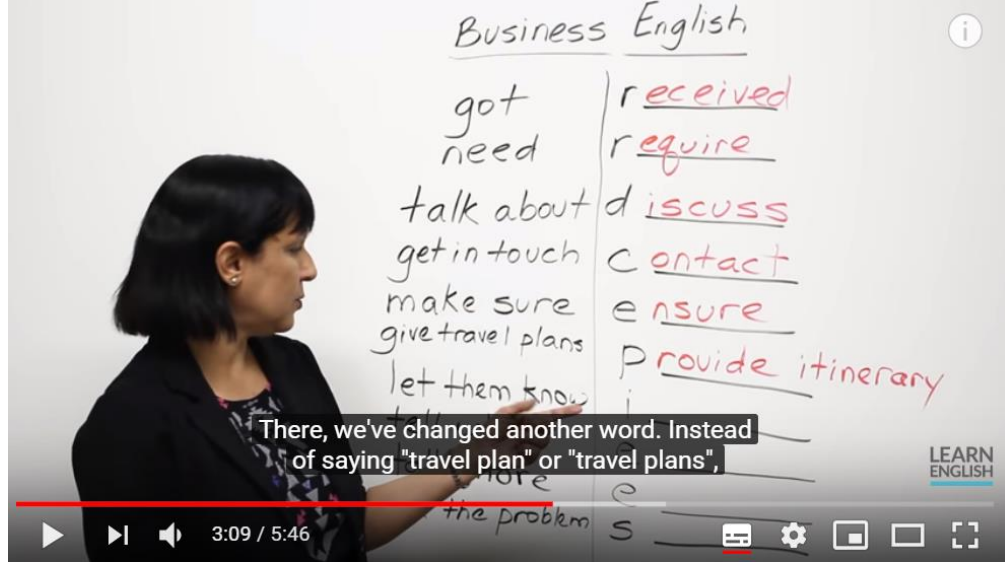 Business English
got received
need require
talk about discuss
get in touch contact
make sure ensure
give travel plans provide itinerary
let them know i
There, we've changed another word. Instead
of saying "travel plan" or "travel plans",
e
the problem s
LEARN
ENGLISH
3:09 / 5:46